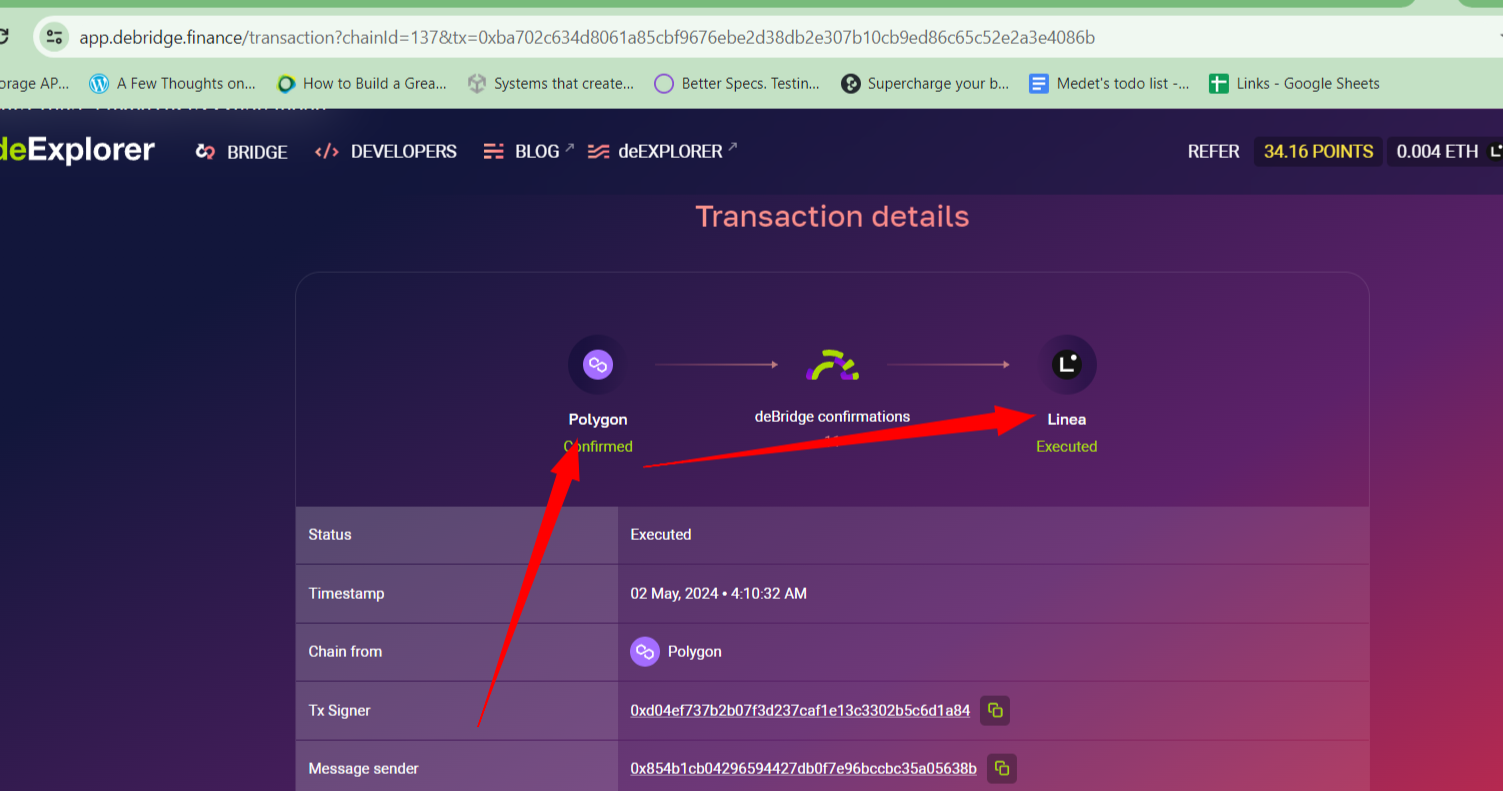 app.debridge.finance/transaction?chainId=137&tx=0xba702c634d8061a85cbf9676ebe2d38db2e307b10cb9ed86c65c52e2a3e4086b
orage AP... A Few Thoughts on... How to Build a Grea... Systems that create... Better Specs. Testin... Supercharge your b... Medet's todo list -... Links - Google Sheets
deExplorer BRIDGE </> DEVELOPERS BLOG deEXPLORER REFER 34.16 POINTS 0.004 ETH
Transaction details
Polygon deBridge confirmations Linea
Confirmed Executed
Status Executed
Timestamp 02 May, 2024 • 4:10:32 AM
Chain from Polygon
Tx Signer 0xd04ef737b2b07f3d237caf1e13c3302b5c6d1a84
Message sender 0x854b1cb04296594427db0f7e96bccbc35a05638b